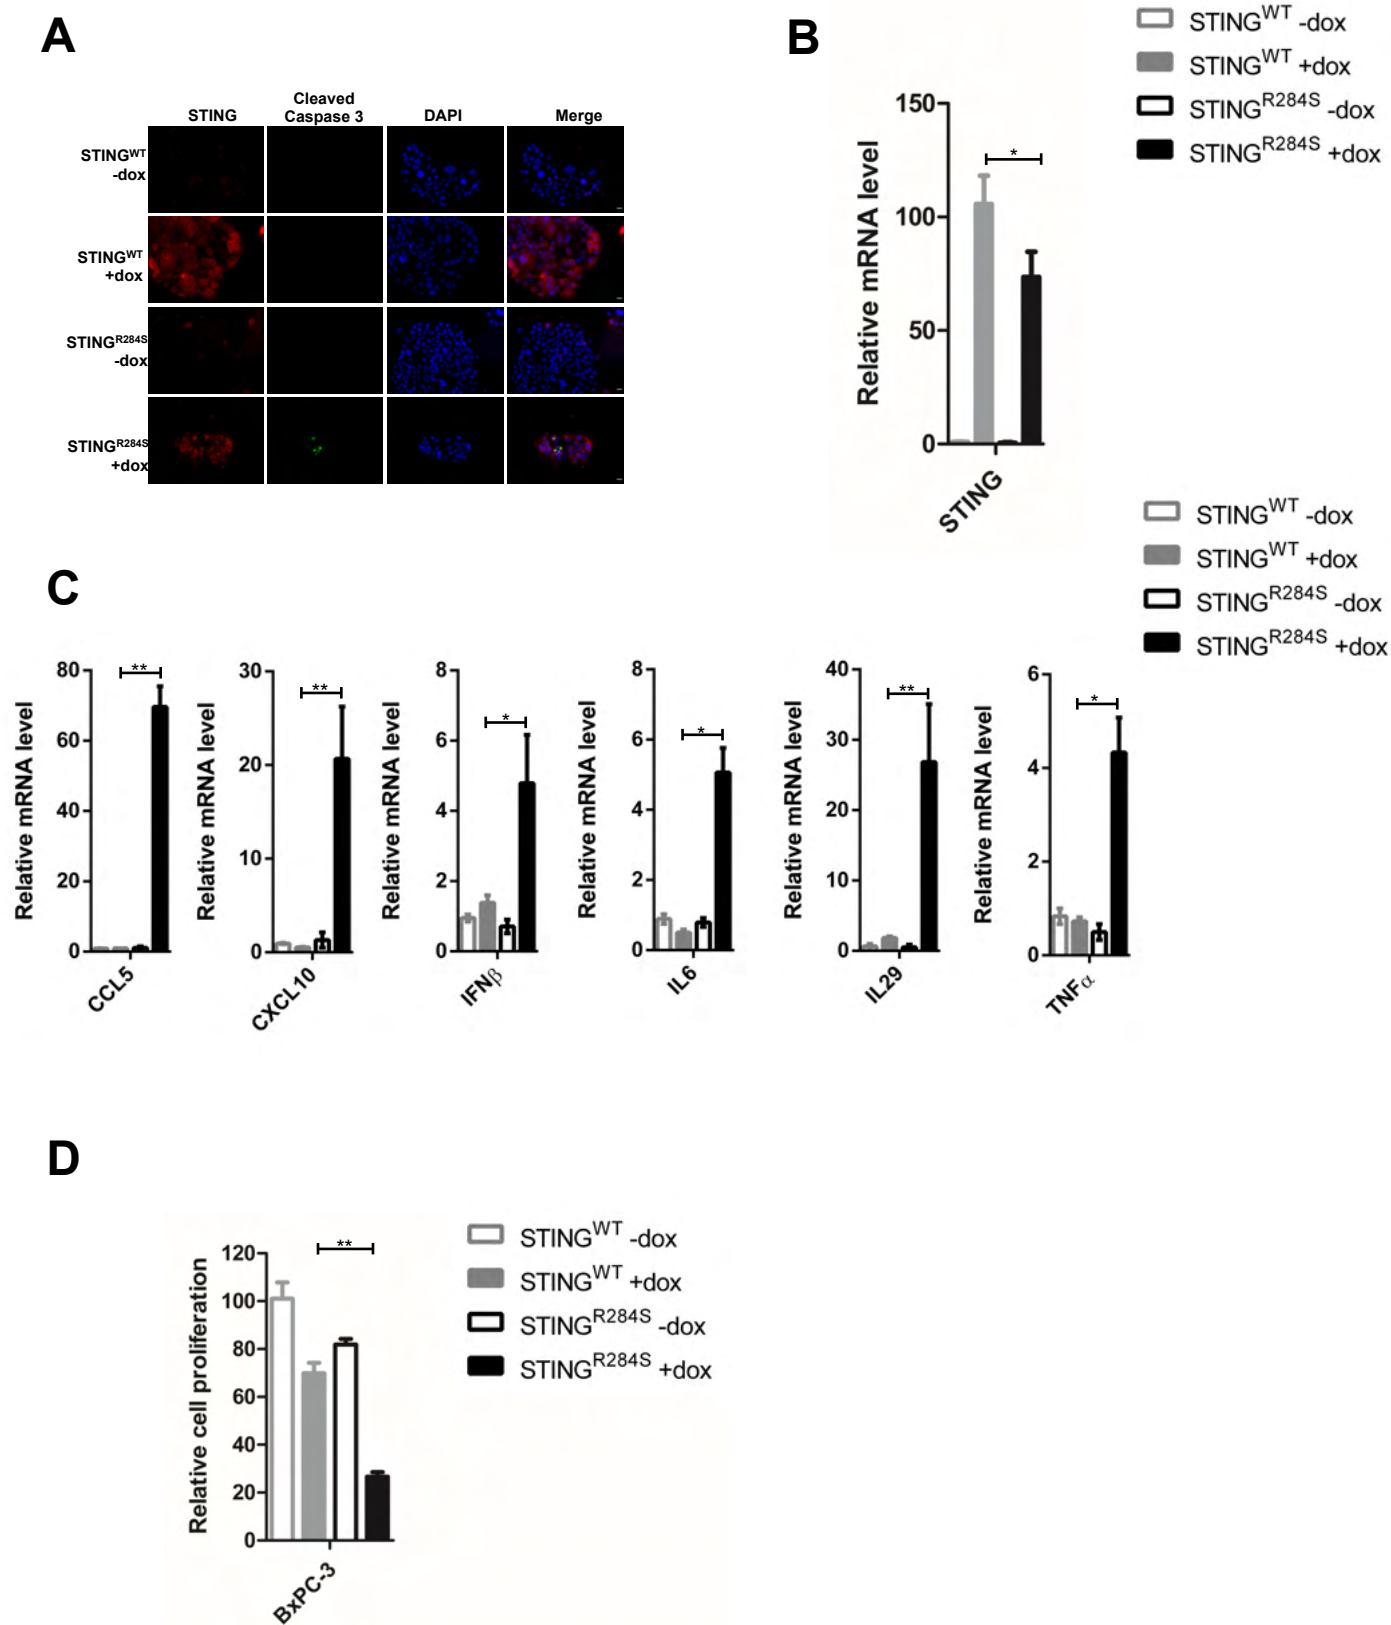 A
STING
Cleaved
Caspase 3
DAPI
Merge
STINGWT
-dox
STINGWT
+dox
STINGR284S
-dox
STINGR284S
+dox
B
STINGWT -dox
STINGWT +dox
STINGR284S -dox
STINGR284S +dox
Relative mRNA level
150
100
50
0
*
STING
STINGWT -dox
STINGWT +dox
STINGR284S -dox
STINGR284S +dox
C
Relative mRNA level
80
60
40
20
0
**
CCL5
Relative mRNA level
30
20
10
0
**
CXCL10
Relative mRNA level
8
6
4
2
0
*
IFNβ
Relative mRNA level
8
6
4
2
0
*
IL6
Relative mRNA level
40
30
20
10
0
**
IL29
Relative mRNA level
6
4
2
0
*
TNFα
D
Relative cell proliferation
120
100
80
60
40
20
0
**
BxPC-3
STINGWT -dox
STINGWT +dox
STINGR284S -dox
STINGR284S +dox